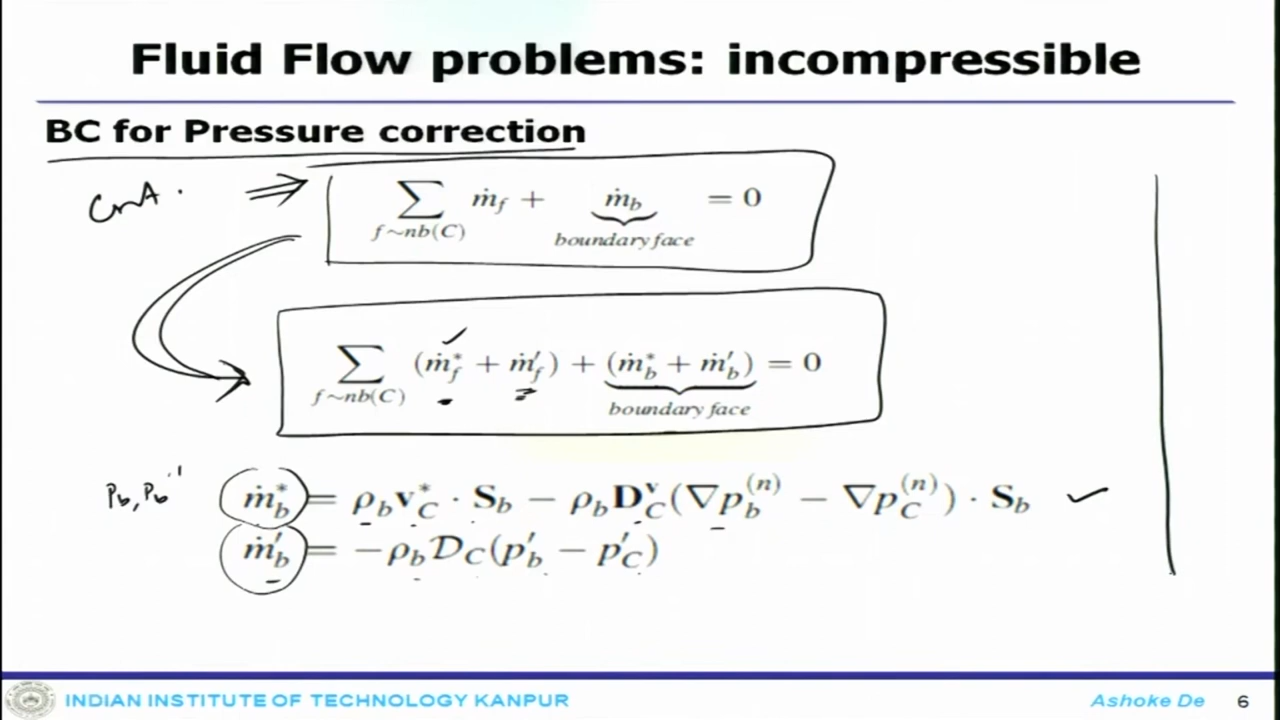 Fluid Flow problems: incompressible
BC for Pressure correction
∑ ṁ_f + ṁ_b = 0
f~nb(C) boundary face
∑ (ṁ*_f + ṁ′_f) + (ṁ*_b + ṁ′_b) = 0
f~nb(C) boundary face
P_b, P_b′
ṁ*_b = ρ_b v*_C · S_b − ρ_b D^v_C (∇p_b^(n) − ∇p_C^(n)) · S_b
ṁ′_b = −ρ_b 𝒟_C (p′_b − p′_C)
INDIAN INSTITUTE OF TECHNOLOGY KANPUR
Ashoke De 6